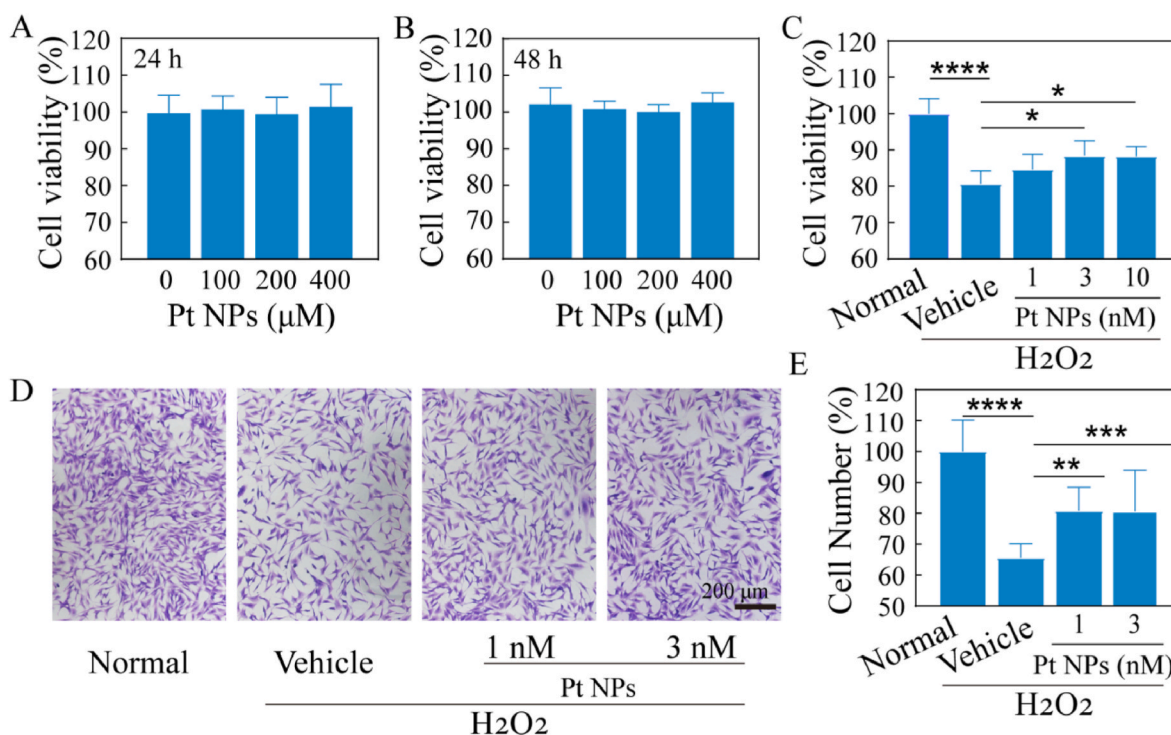 A
Cell viability (%)
120
110
100
90
80
70
60
24 h
0 100 200 400
Pt NPs (μM)
B
Cell viability (%)
120
110
100
90
80
70
60
48 h
0 100 200 400
Pt NPs (μM)
C
Cell viability (%)
120
110
100
90
80
70
60
****
*
*
Normal
Vehicle
1 3 10
Pt NPs (nM)
H2O2
D
200 μm
Normal
Vehicle
1 nM
3 nM
Pt NPs
H2O2
E
Cell Number (%)
120
110
100
90
80
70
60
50
****
***
**
Normal
Vehicle
1 3
Pt NPs (nM)
H2O2